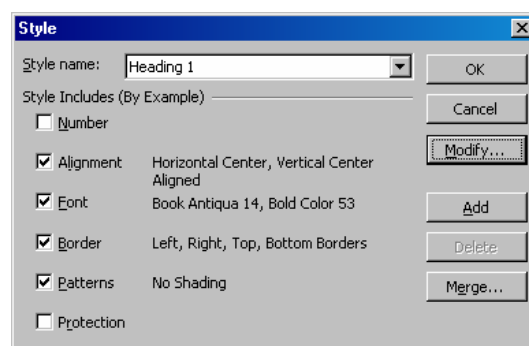 Style
Style name: Heading 1
OK
Style Includes (By Example)
Cancel
Number
Modify...
Alignment Horizontal Center, Vertical Center
Aligned
Font Book Antiqua 14, Bold Color 53
Add
Border Left, Right, Top, Bottom Borders
Delete
Patterns No Shading
Merge...
Protection